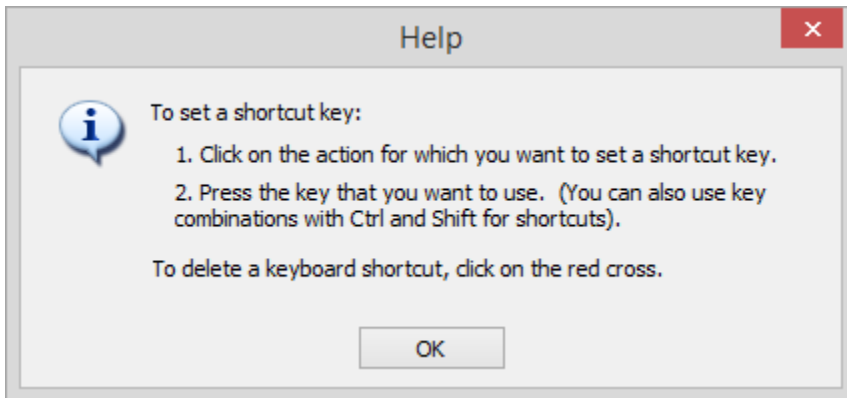 Help
To set a shortcut key:
1. Click on the action for which you want to set a shortcut key.
2. Press the key that you want to use.  (You can also use key
combinations with Ctrl and Shift for shortcuts).
To delete a keyboard shortcut, click on the red cross.
OK